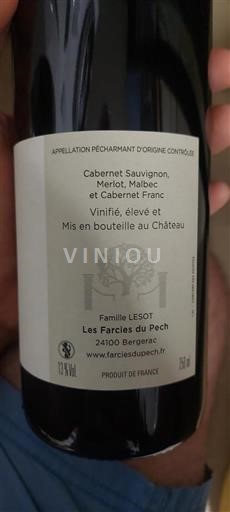 APPELLATION PÉCHARMANT D'ORIGINE CONTRÔLÉE
Cabernet Sauvignon,
Merlot, Malbec
et Cabernet Franc
Vinifié, élevé et
Mis en bouteille au Château
VINIOU
Famille LESOT
Les Farcies du Pech
24100 Bergerac
www.farciesdupech.fr
13 % Vol.
PRODUIT DE FRANCE
750 ml